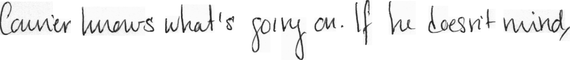 Courier knows what's going on. If he doesn't mind,